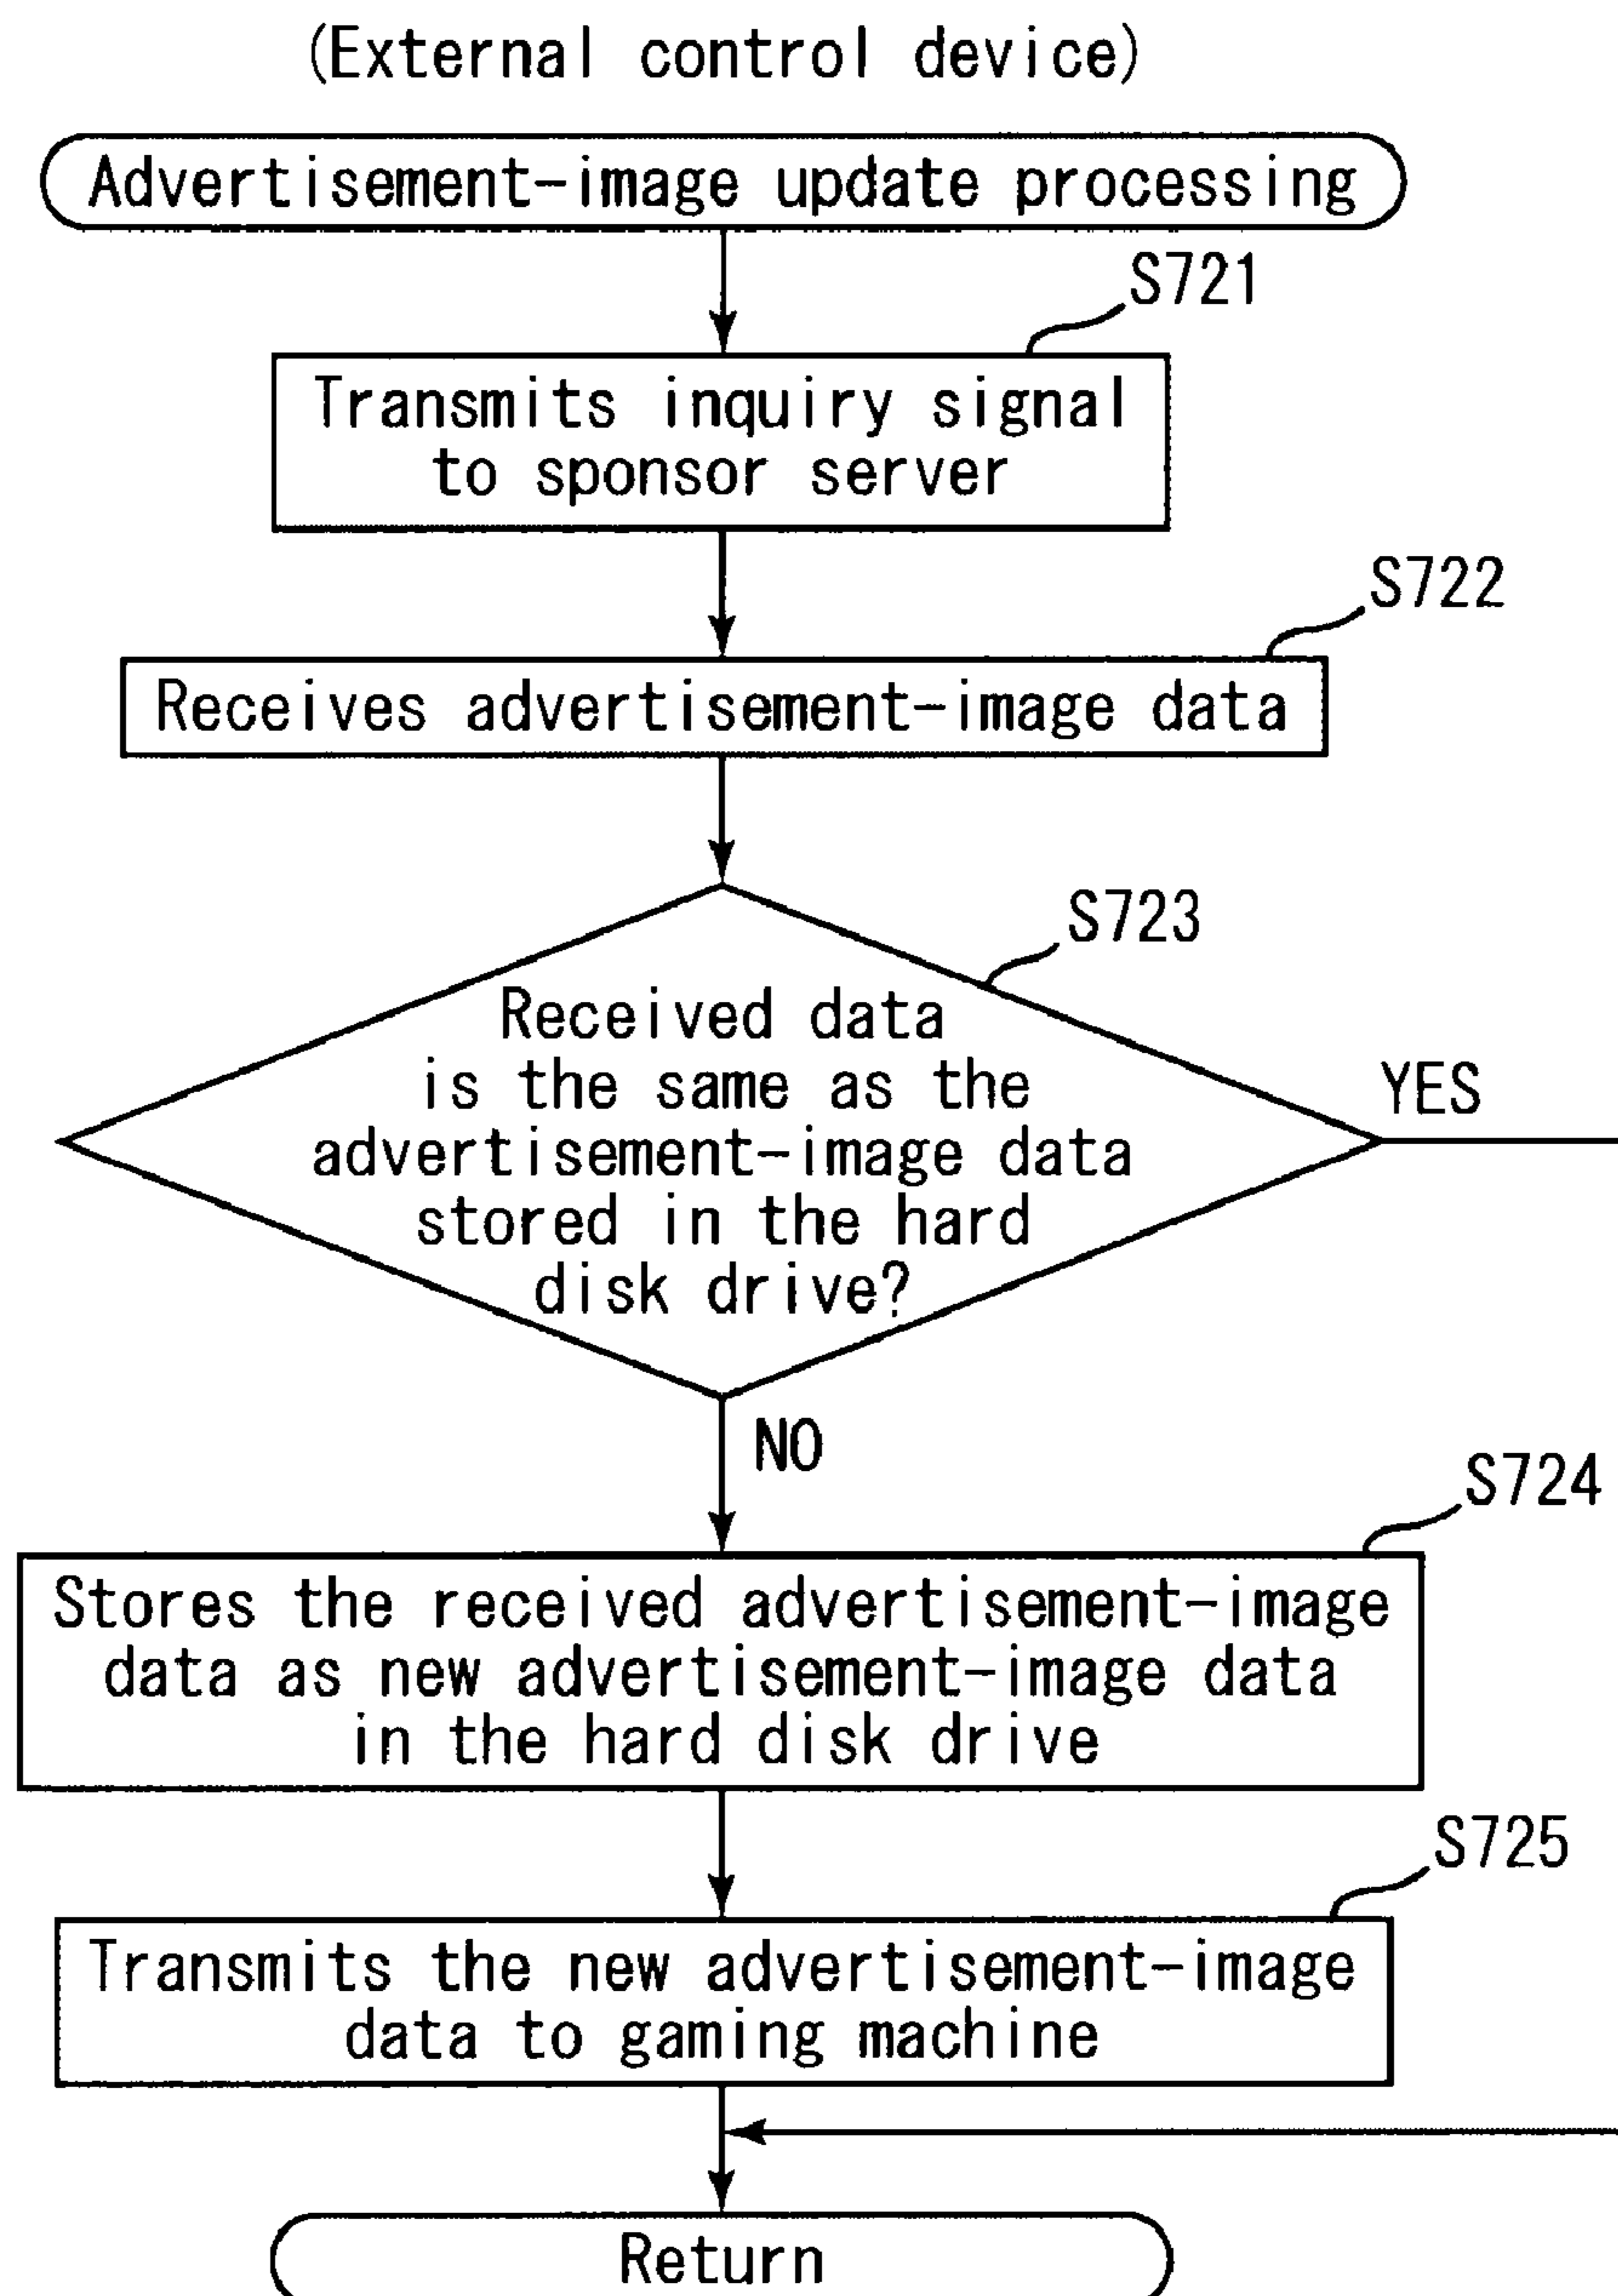 (External control device)
Advertisement-image update processing
S721
Transmits inquiry signal
to sponsor server
S722
Receives advertisement-image data
S723
Received data
is the same as the
advertisement-image data
stored in the hard
disk drive?
YES
NO
S724
Stores the received advertisement-image
data as new advertisement-image data
in the hard disk drive
S725
Transmits the new advertisement-image
data to gaming machine
Return